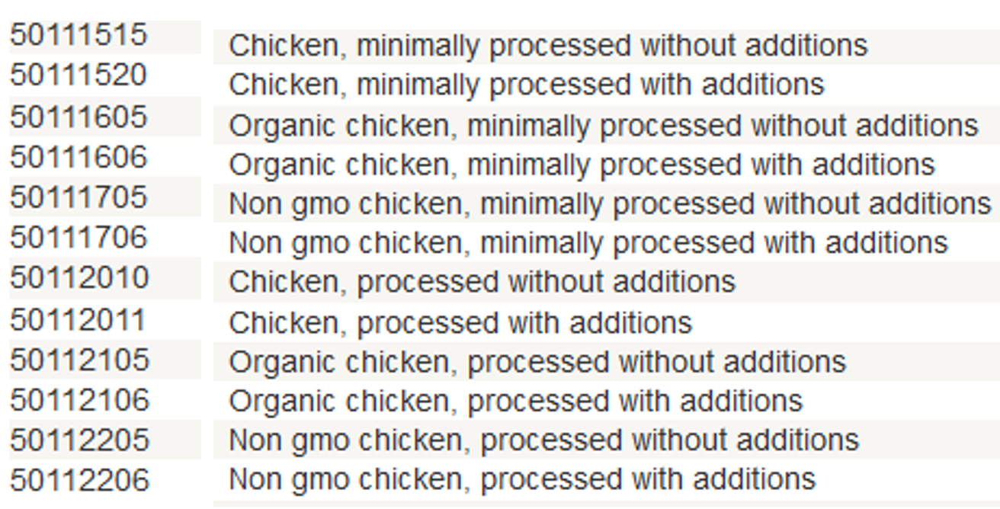 50111515 Chicken, minimally processed without additions
50111520 Chicken, minimally processed with additions
50111605 Organic chicken, minimally processed without additions
50111606 Organic chicken, minimally processed with additions
50111705 Non gmo chicken, minimally processed without additions
50111706 Non gmo chicken, minimally processed with additions
50112010 Chicken, processed without additions
50112011 Chicken, processed with additions
50112105 Organic chicken, processed without additions
50112106 Organic chicken, processed with additions
50112205 Non gmo chicken, processed without additions
50112206 Non gmo chicken, processed with additions